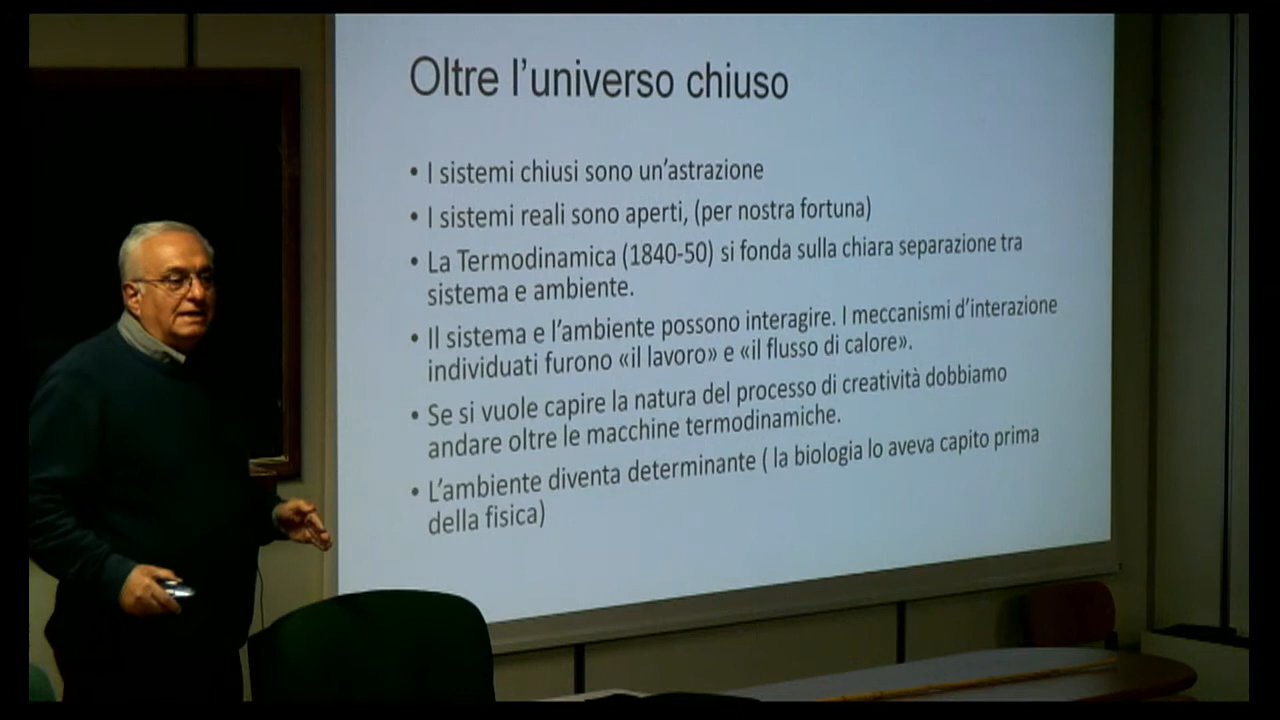 Oltre l'universo chiuso
• I sistemi chiusi sono un'astrazione
• I sistemi reali sono aperti, (per nostra fortuna)
• La Termodinamica (1840-50) si fonda sulla chiara separazione tra
sistema e ambiente.
• Il sistema e l'ambiente possono interagire. I meccanismi d'interazione
individuati furono «il lavoro» e «il flusso di calore».
• Se si vuole capire la natura del processo di creatività dobbiamo
andare oltre le macchine termodinamiche.
• L'ambiente diventa determinante ( la biologia lo aveva capito prima
della fisica)